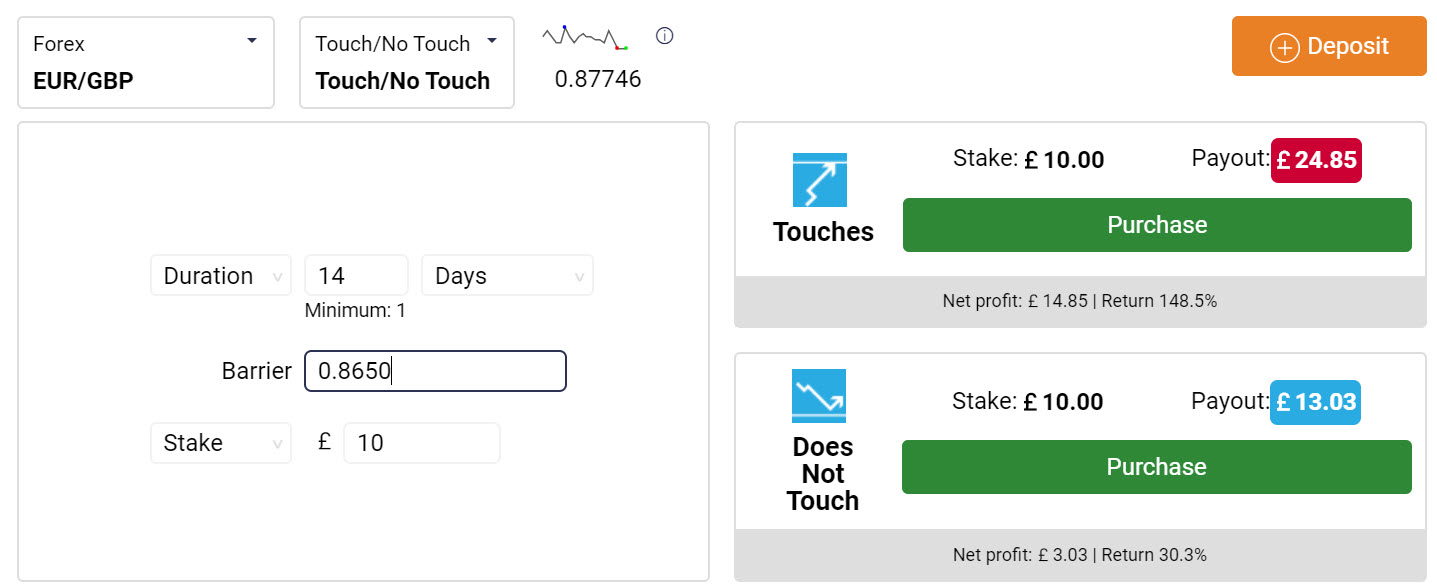 Forex
EUR/GBP
Touch/No Touch
Touch/No Touch
0.87746
Deposit
Duration
14
Days
Minimum: 1
Barrier
0.8650
Stake
£
10
Stake: £ 10.00
Payout: £ 24.85
Touches
Purchase
Net profit: £ 14.85 | Return 148.5%
Stake: £ 10.00
Payout: £ 13.03
Does
Not
Touch
Purchase
Net profit: £ 3.03 | Return 30.3%